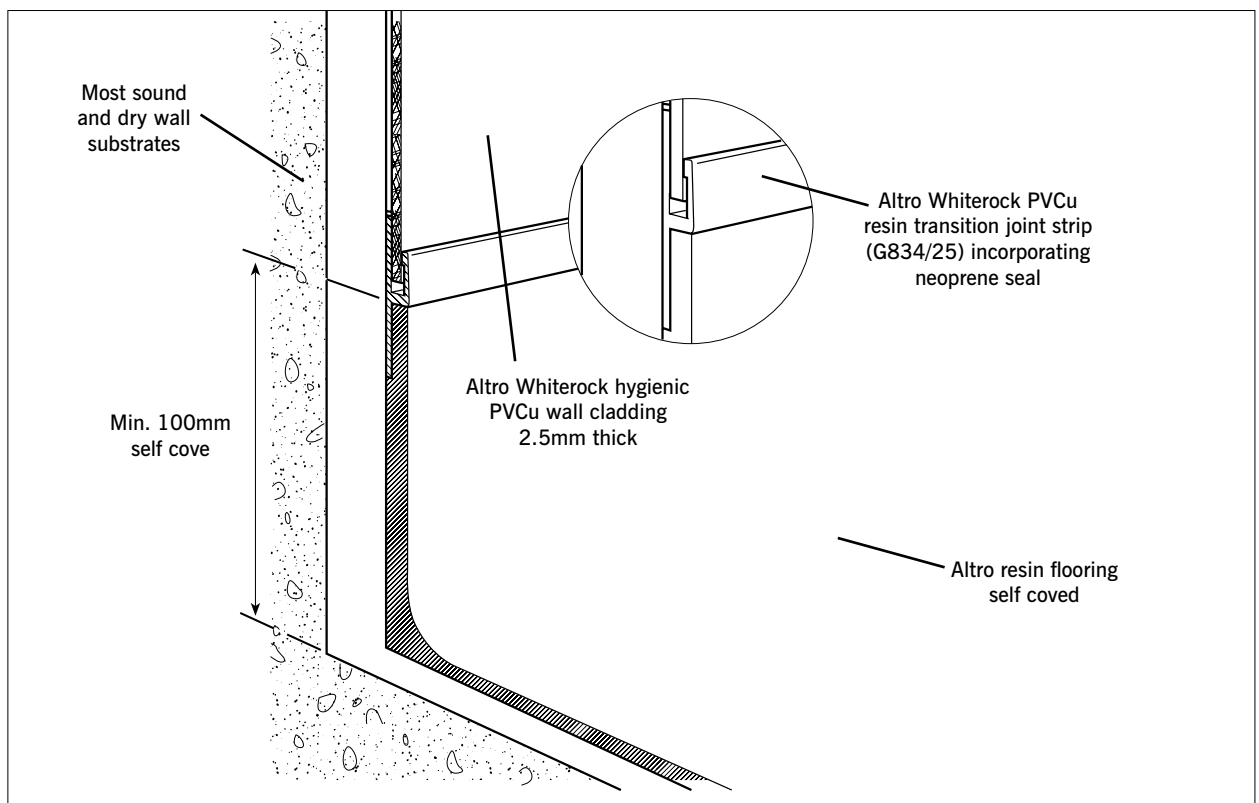 Most sound
and dry wall
substrates
Altro Whiterock PVCu
resin transition joint strip
(G834/25) incorporating
neoprene seal
Altro Whiterock hygienic
PVCu wall cladding
2.5mm thick
Min. 100mm
self cove
Altro resin flooring
self coved